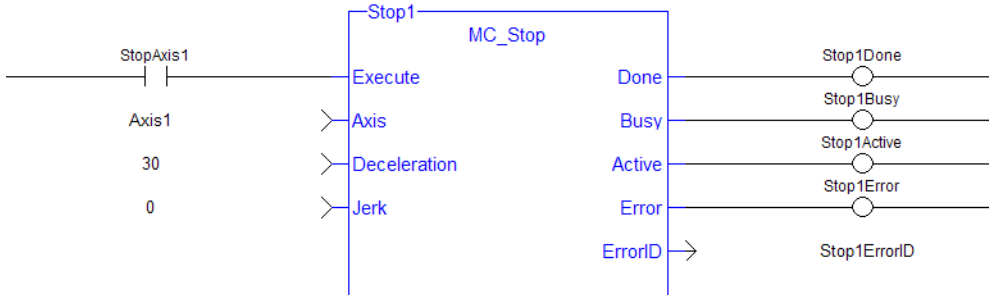 Stop1
MC_Stop
StopAxis1
Execute
Done
Stop1Done
Axis1
Axis
Busy
Stop1Busy
30
Deceleration
Active
Stop1Active
0
Jerk
Error
Stop1Error
ErrorID
Stop1ErrorID